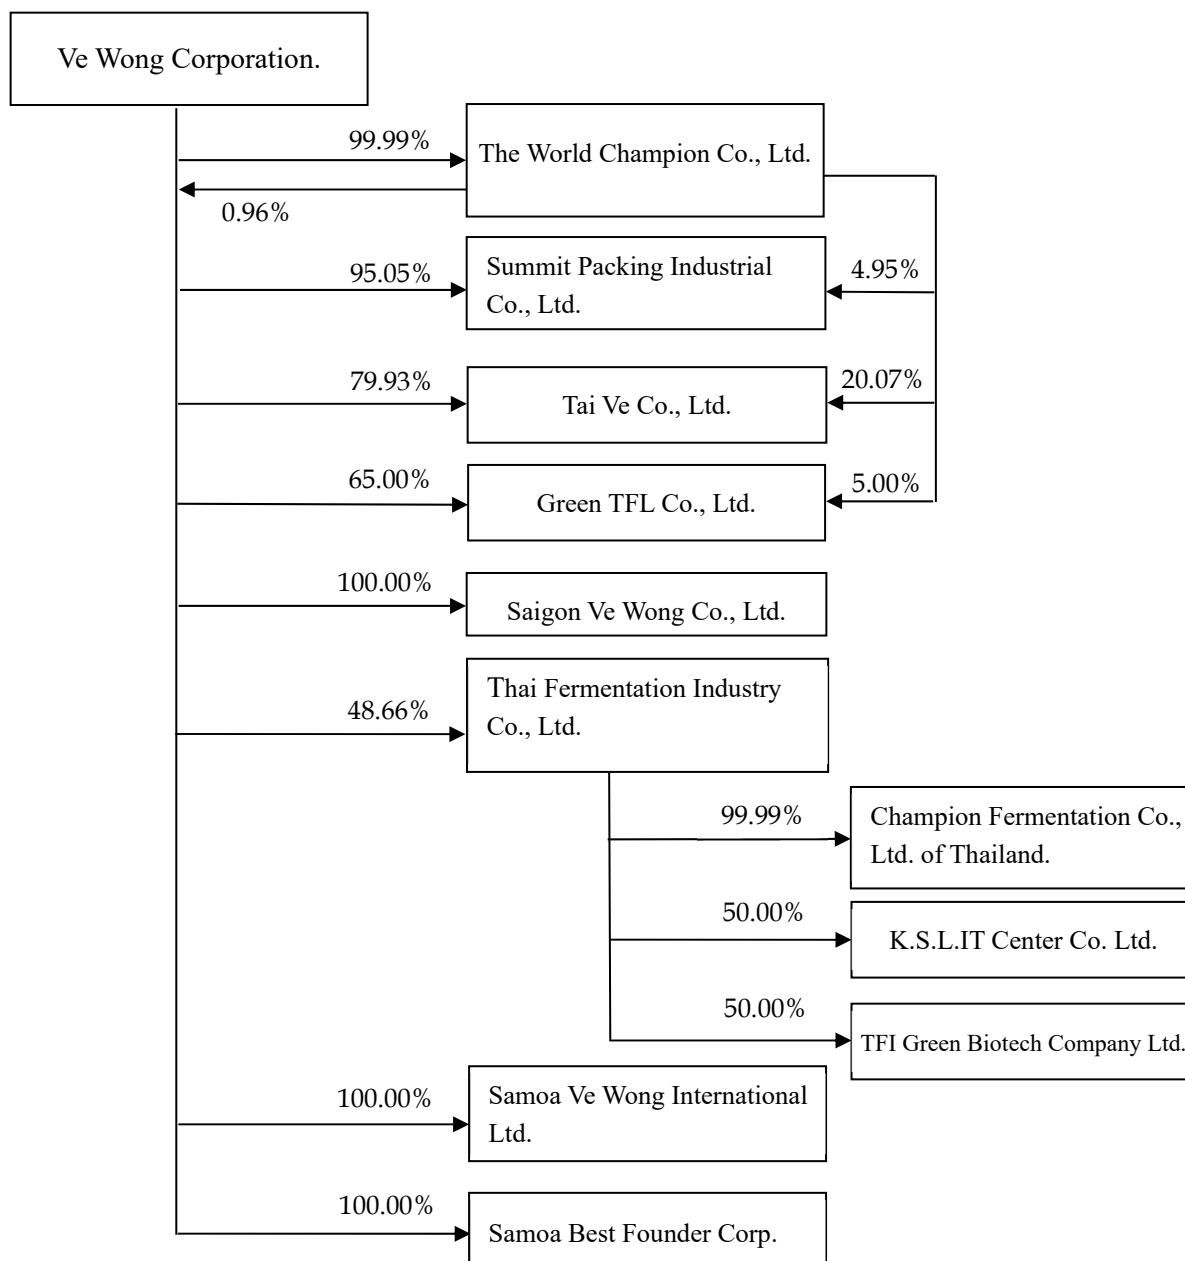 Ve Wong Corporation.
99.99%
The World Champion Co., Ltd.
0.96%
95.05%
Summit Packing Industrial
Co., Ltd.
4.95%
79.93%
Tai Ve Co., Ltd.
20.07%
65.00%
Green TFL Co., Ltd.
5.00%
100.00%
Saigon Ve Wong Co., Ltd.
48.66%
Thai Fermentation Industry
Co., Ltd.
99.99%
Champion Fermentation Co.,
Ltd. of Thailand.
50.00%
K.S.L.IT Center Co. Ltd.
50.00%
TFI Green Biotech Company Ltd.
100.00%
Samoa Ve Wong International
Ltd.
100.00%
Samoa Best Founder Corp.